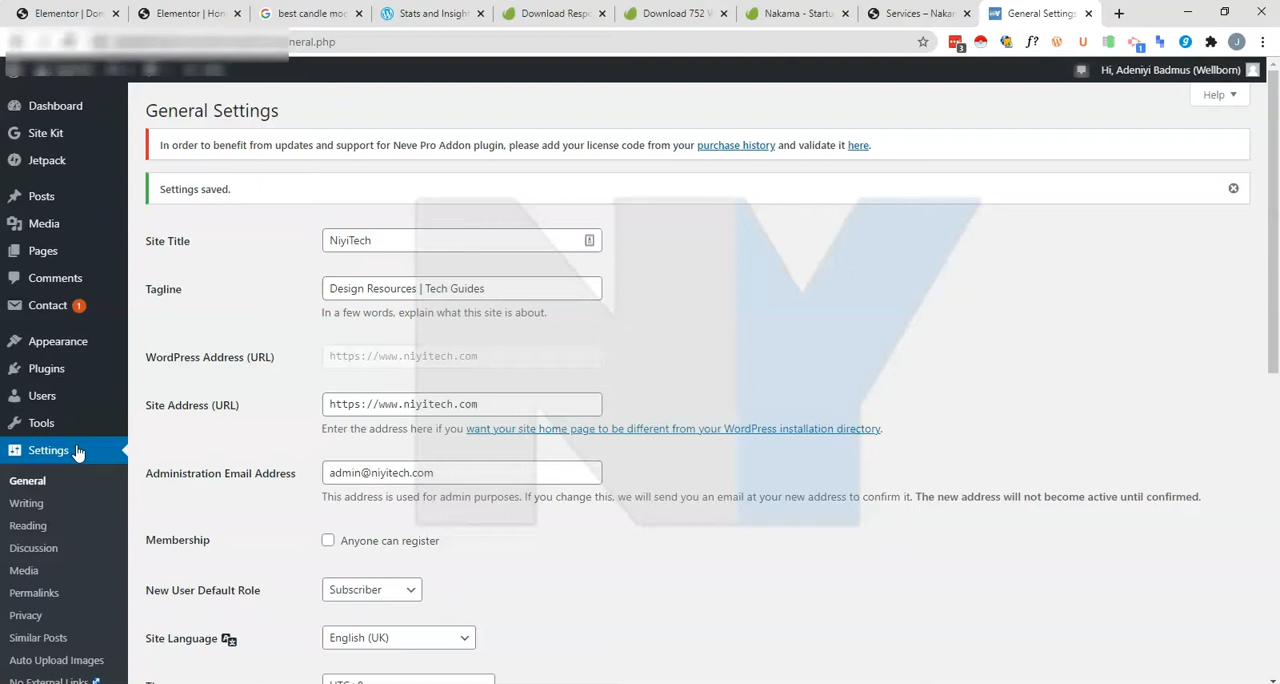 Elementor | Dom
Elementor | Hom
best candle moc
Stats and Insigh
Download Respo
Download 752 W
Nakama - Startu
Services – Nakam
General Settings
neral.php
3
f?
U
1
J
Hi, Adeniyi Badmus (Wellborn)
Help
Dashboard
Site Kit
Jetpack
Posts
Media
Pages
Comments
Contact 1
Appearance
Plugins
Users
Tools
Settings
General
Writing
Reading
Discussion
Media
Permalinks
Privacy
Similar Posts
Auto Upload Images
No External Links
General Settings
In order to benefit from updates and support for Neve Pro Addon plugin, please add your license code from your purchase history and validate it here.
Settings saved.
Site Title NiyiTech
Tagline Design Resources | Tech Guides
In a few words, explain what this site is about.
WordPress Address (URL) https://www.niyitech.com
Site Address (URL) https://www.niyitech.com
Enter the address here if you want your site home page to be different from your WordPress installation directory.
Administration Email Address admin@niyitech.com
This address is used for admin purposes. If you change this, we will send you an email at your new address to confirm it. The new address will not become active until confirmed.
Membership Anyone can register
New User Default Role Subscriber
Site Language English (UK)
NY